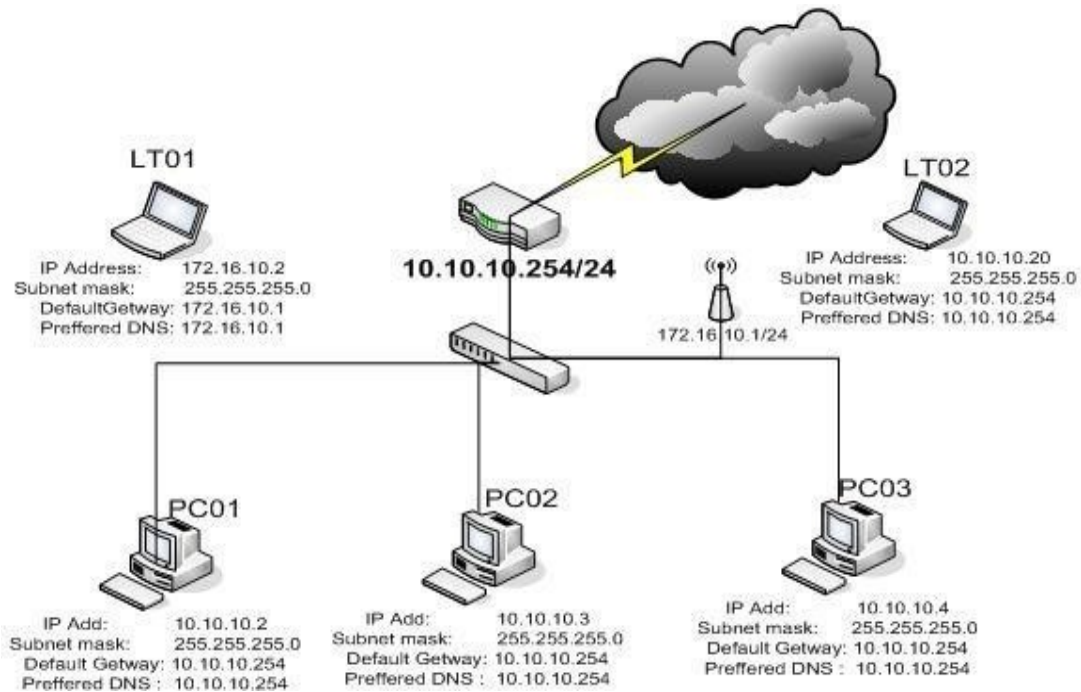 LT01
IP Address: 172.16.10.2
Subnet mask: 255.255.255.0
DefaultGetway: 172.16.10.1
Preffered DNS: 172.16.10.1
10.10.10.254/24
172.16.10.1/24
LT02
IP Address: 10.10.10.20
Subnet mask: 255.255.255.0
DefaultGetway: 10.10.10.254
Preffered DNS: 10.10.10.254
PC01
IP Add: 10.10.10.2
Subnet mask: 255.255.255.0
Default Getway: 10.10.10.254
Preffered DNS : 10.10.10.254
PC02
IP Add: 10.10.10.3
Subnet mask: 255.255.255.0
Default Getway: 10.10.10.254
Preffered DNS : 10.10.10.254
PC03
IP Add: 10.10.10.4
Subnet mask: 255.255.255.0
Default Getway: 10.10.10.254
Preffered DNS : 10.10.10.254